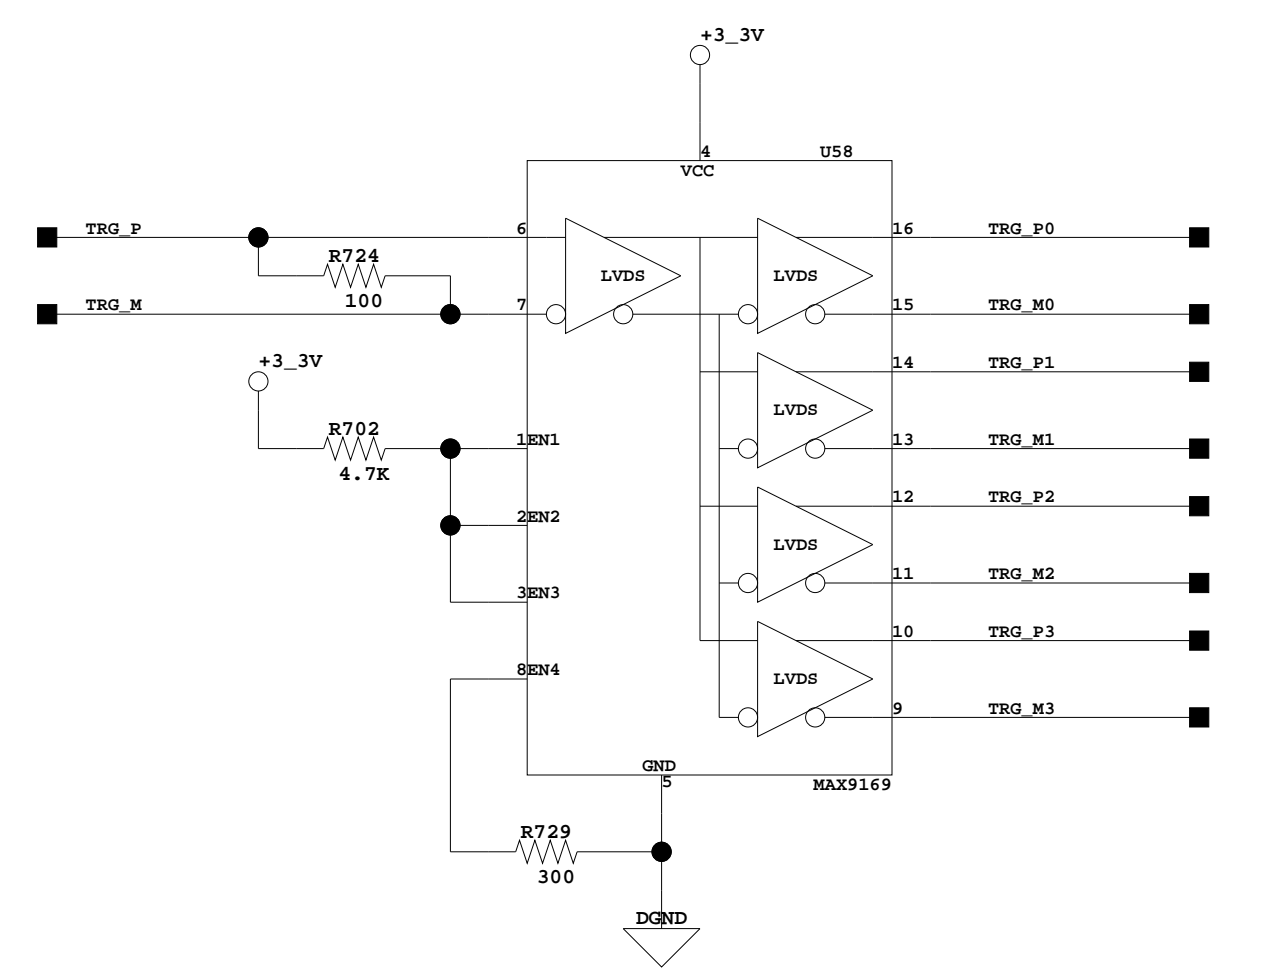 +3_3V
4
U58
VCC
TRG_P
6
16
TRG_P0
R724
LVDS
LVDS
100
TRG_M
7
15
TRG_M0
+3_3V
14
TRG_P1
LVDS
R702
1EN1
13
TRG_M1
4.7K
2EN2
12
TRG_P2
LVDS
3EN3
11
TRG_M2
10
TRG_P3
8EN4
LVDS
9
TRG_M3
GND
5
MAX9169
R729
300
DGND